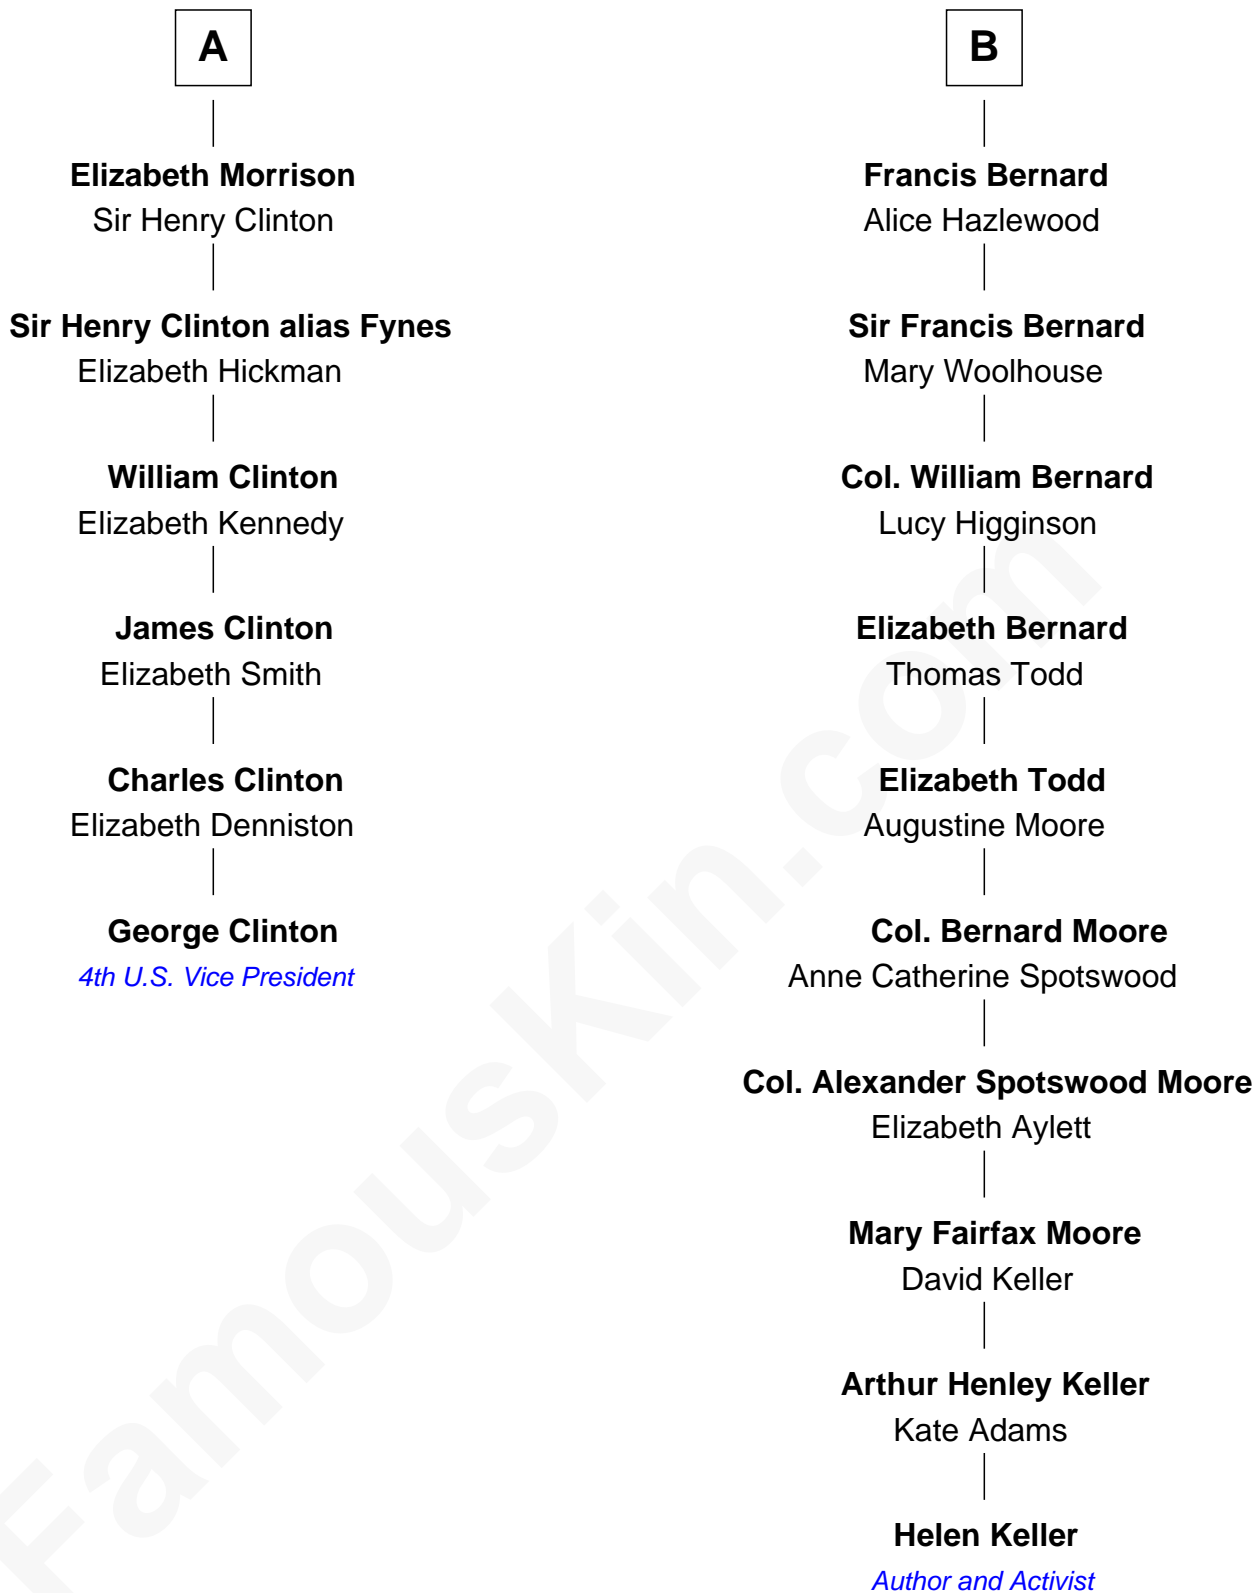 A
Elizabeth Morrison
Sir Henry Clinton
Sir Henry Clinton alias Fynes
Elizabeth Hickman
William Clinton
Elizabeth Kennedy
James Clinton
Elizabeth Smith
Charles Clinton
Elizabeth Denniston
George Clinton
4th U.S. Vice President
B
Francis Bernard
Alice Hazlewood
Sir Francis Bernard
Mary Woolhouse
Col. William Bernard
Lucy Higginson
Elizabeth Bernard
Thomas Todd
Elizabeth Todd
Augustine Moore
Col. Bernard Moore
Anne Catherine Spotswood
Col. Alexander Spotswood Moore
Elizabeth Aylett
Mary Fairfax Moore
David Keller
Arthur Henley Keller
Kate Adams
Helen Keller
Author and Activist
FamousKin.com